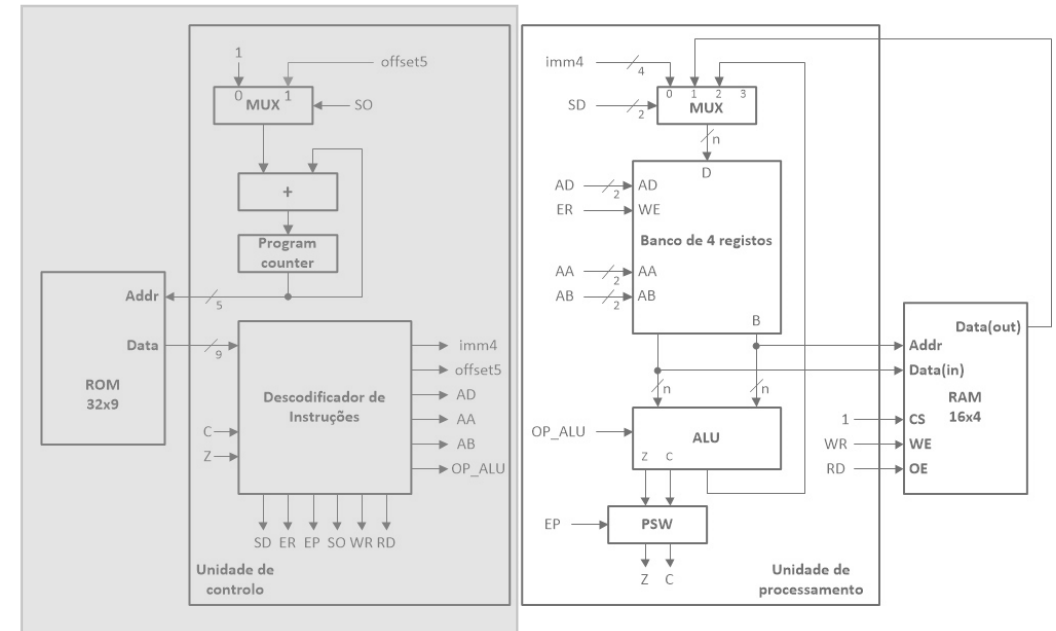 1
offset5
0
1
MUX
SO
+
Program
counter
Addr
5
Data
9
ROM
32x9
Descodificador de
Instruções
imm4
offset5
AD
AA
AB
OP_ALU
C
Z
SD ER EP SO WR RD
Unidade de
controlo
imm4
4
0 1 2 3
SD
2
MUX
n
D
AD
2
AD
ER
WE
Banco de 4 registos
AA
2
AA
AB
2
AB
B
n
n
OP_ALU
ALU
Z C
EP
PSW
Z C
Unidade de
processamento
Data(out)
Addr
Data(in)
RAM
16x4
1
CS
WR
WE
RD
OE